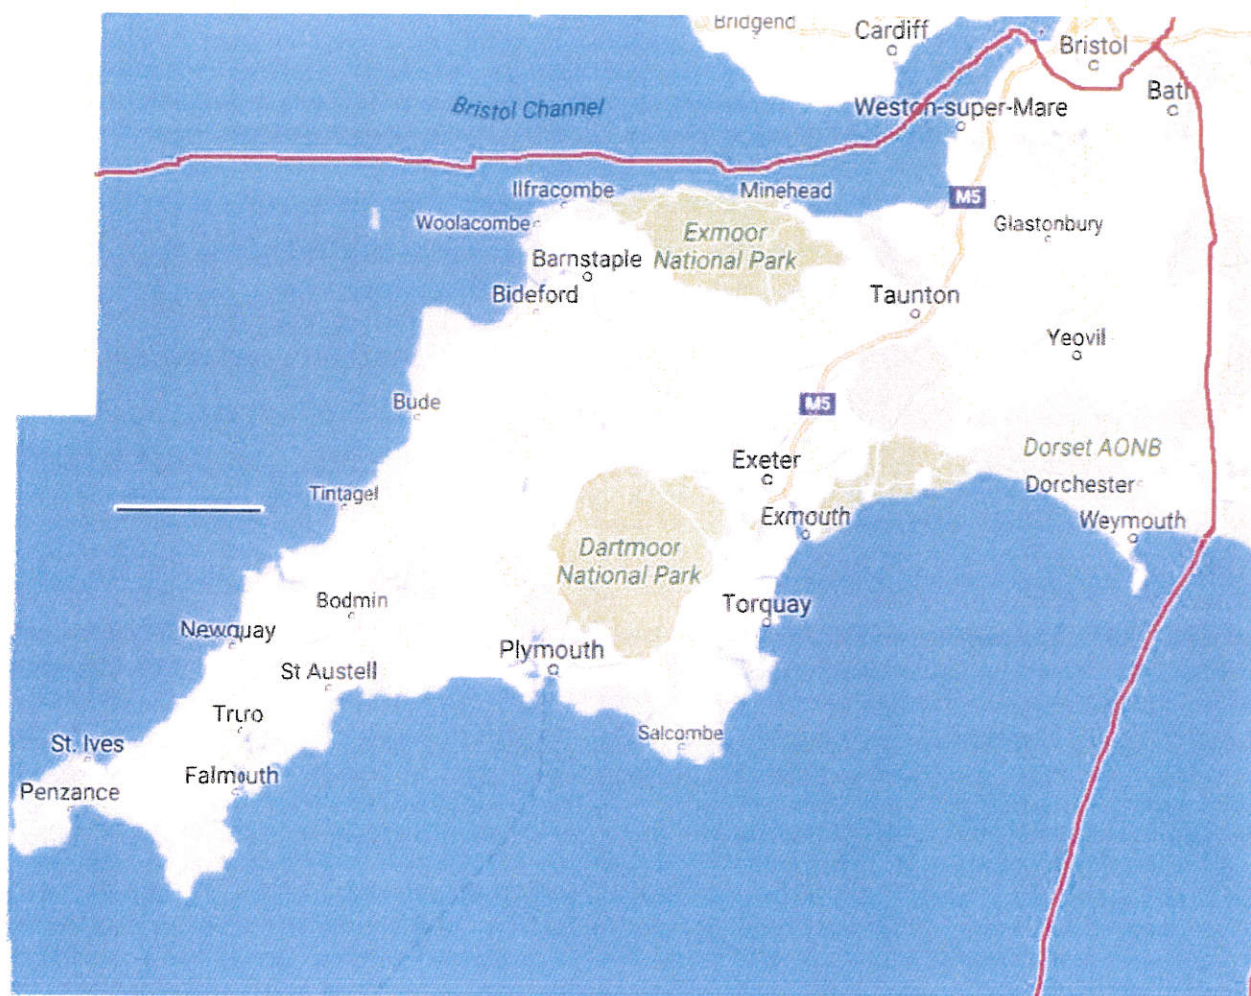 Bridgend
Cardiff
Bristol
Bristol Channel
Weston-super-Mare
Bath
Ilfracombe
Minehead
M5
Woolacombe
Exmoor
National Park
Glastonbury
Barnstaple
Bideford
Taunton
Yeovil
Bude
M5
Dorset AONB
Exeter
Dorchester
Tintagel
Exmouth
Weymouth
Dartmoor
National Park
Bodmin
Torquay
Newquay
Plymouth
St Austell
Truro
Salcombe
St. Ives
Falmouth
Penzance